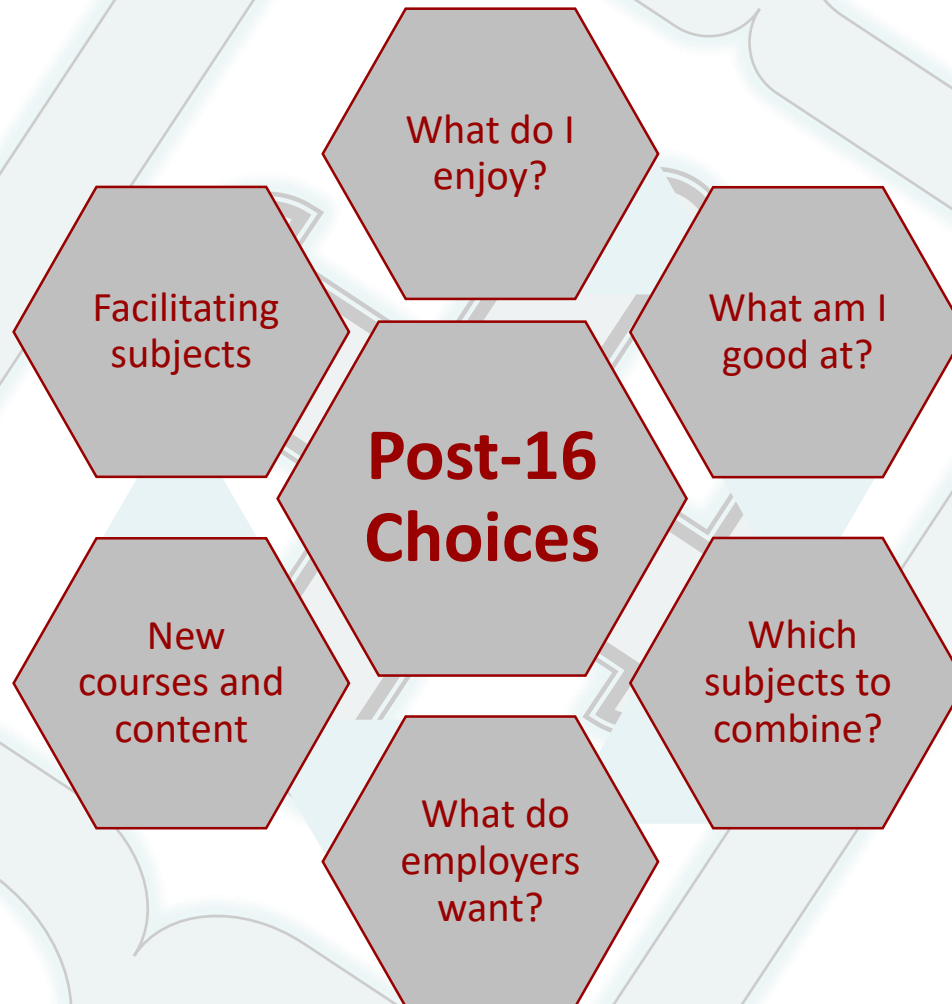 What do I
enjoy?
Facilitating
subjects
What am I
good at?
Post-16
Choices
New
courses and
content
Which
subjects to
combine?
What do
employers
want?